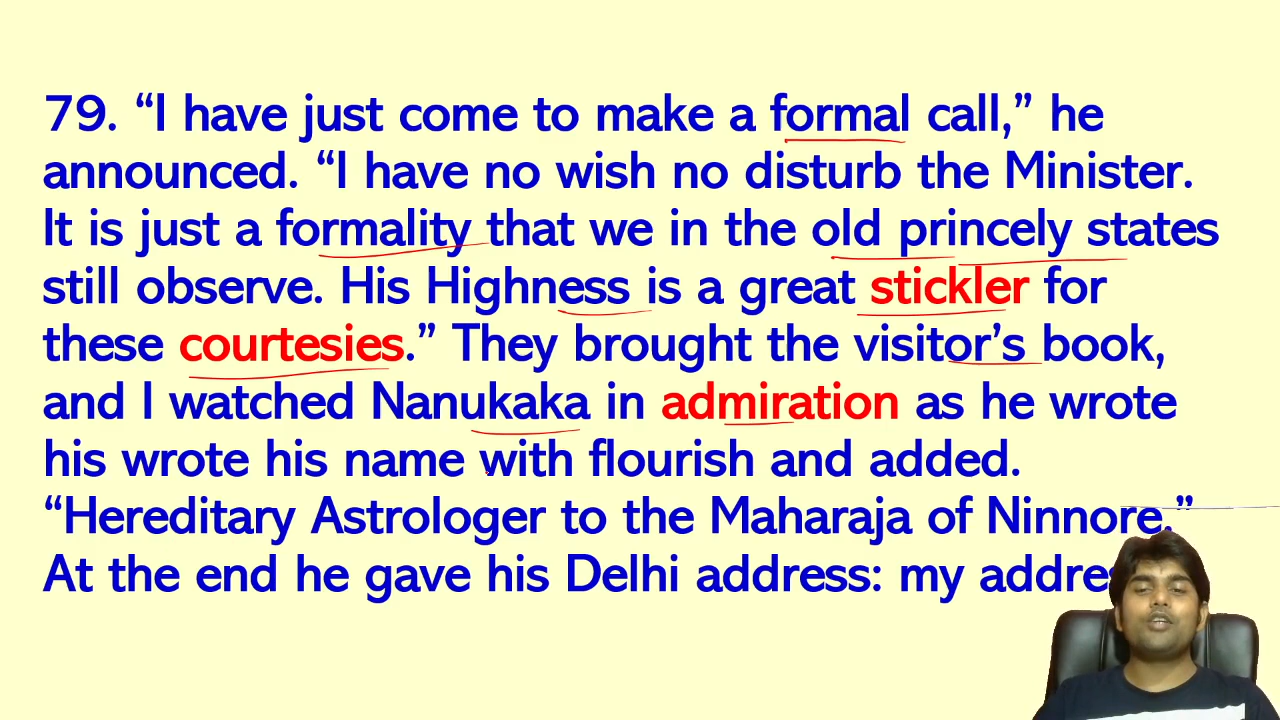 79. “I have just come to make a formal call,” he
announced. “I have no wish no disturb the Minister.
It is just a formality that we in the old princely states
still observe. His Highness is a great stickler for
these courtesies.” They brought the visitor’s book,
and I watched Nanukaka in admiration as he wrote
his wrote his name with flourish and added.
“Hereditary Astrologer to the Maharaja of Ninnore.”
At the end he gave his Delhi address: my